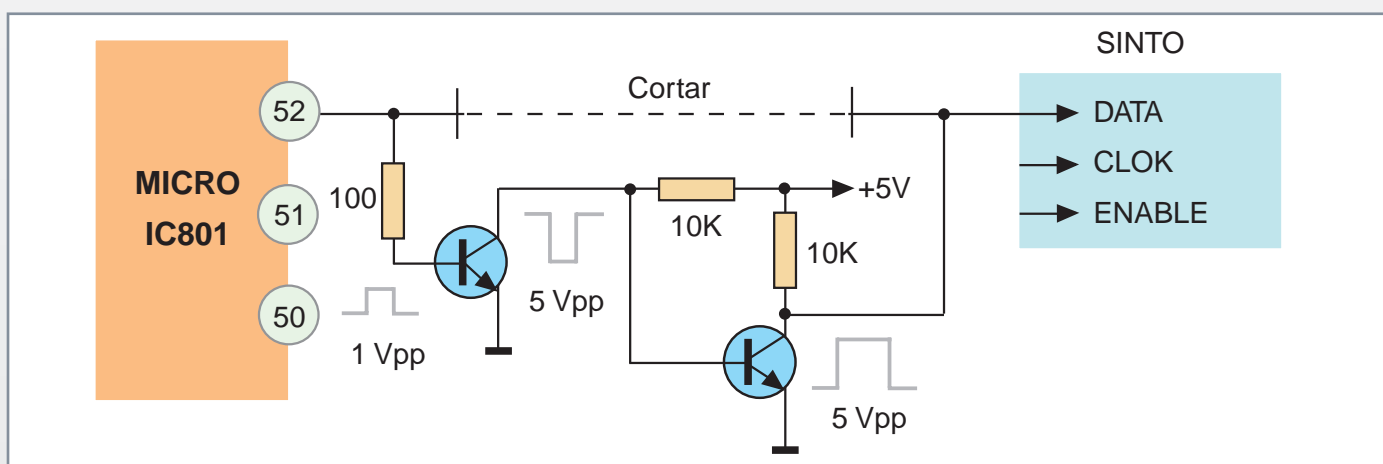 SINTO
Cortar
52
DATA
CLOK
MICRO
IC801
51
100
+5V
ENABLE
10K
10K
50
5 Vpp
1 Vpp
5 Vpp